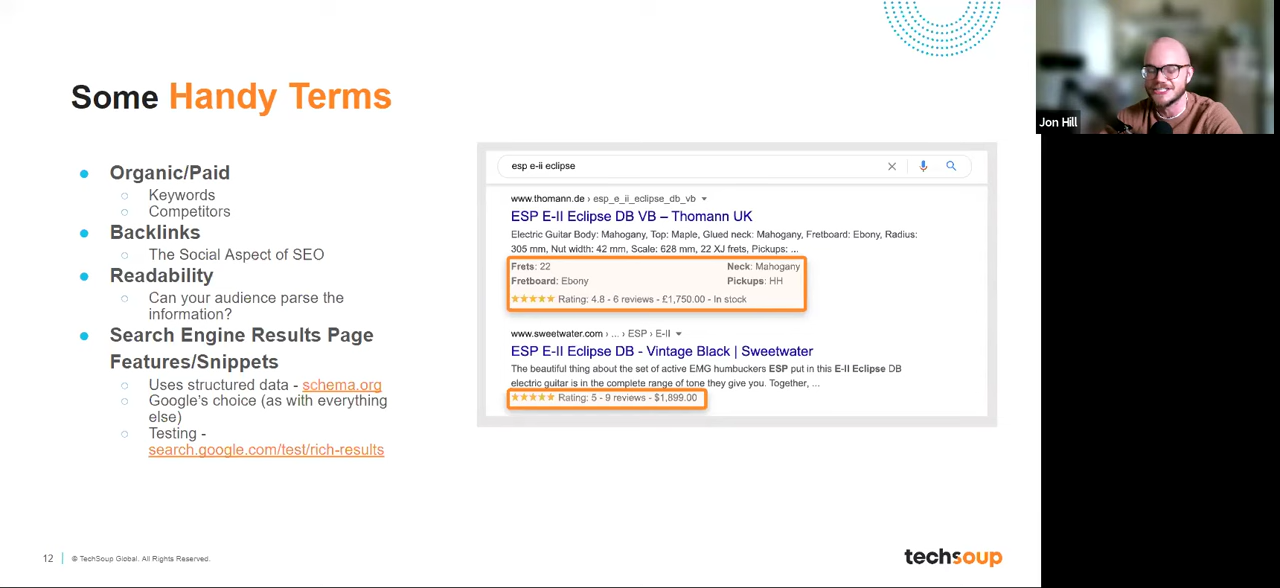 Some Handy Terms
Organic/Paid
Keywords
Competitors
Backlinks
The Social Aspect of SEO
Readability
Can your audience parse the
information?
Search Engine Results Page
Features/Snippets
Uses structured data - schema.org
Google's choice (as with everything
else)
Testing -
search.google.com/test/rich-results
esp e-ii eclipse
www.thomann.de › esp_e_ii_eclipse_db_vb
ESP E-II Eclipse DB VB – Thomann UK
Electric Guitar Body: Mahogany, Top: Maple, Glued neck: Mahogany, Fretboard: Ebony, Radius:
305 mm, Nut width: 42 mm, Scale: 628 mm, 22 XJ frets, Pickups: ...
Frets: 22 Neck: Mahogany
Fretboard: Ebony Pickups: HH
Rating: 4.8 - 6 reviews - £1,750.00 - In stock
www.sweetwater.com › ... › ESP › E-II
ESP E-II Eclipse DB - Vintage Black | Sweetwater
The beautiful thing about the set of active EMG humbuckers ESP put in this E-II Eclipse DB
electric guitar is in the complete range of tone they give you. Together, ...
Rating: 5 - 9 reviews - $1,899.00
12 © TechSoup Global. All Rights Reserved.
techsoup
Jon Hill